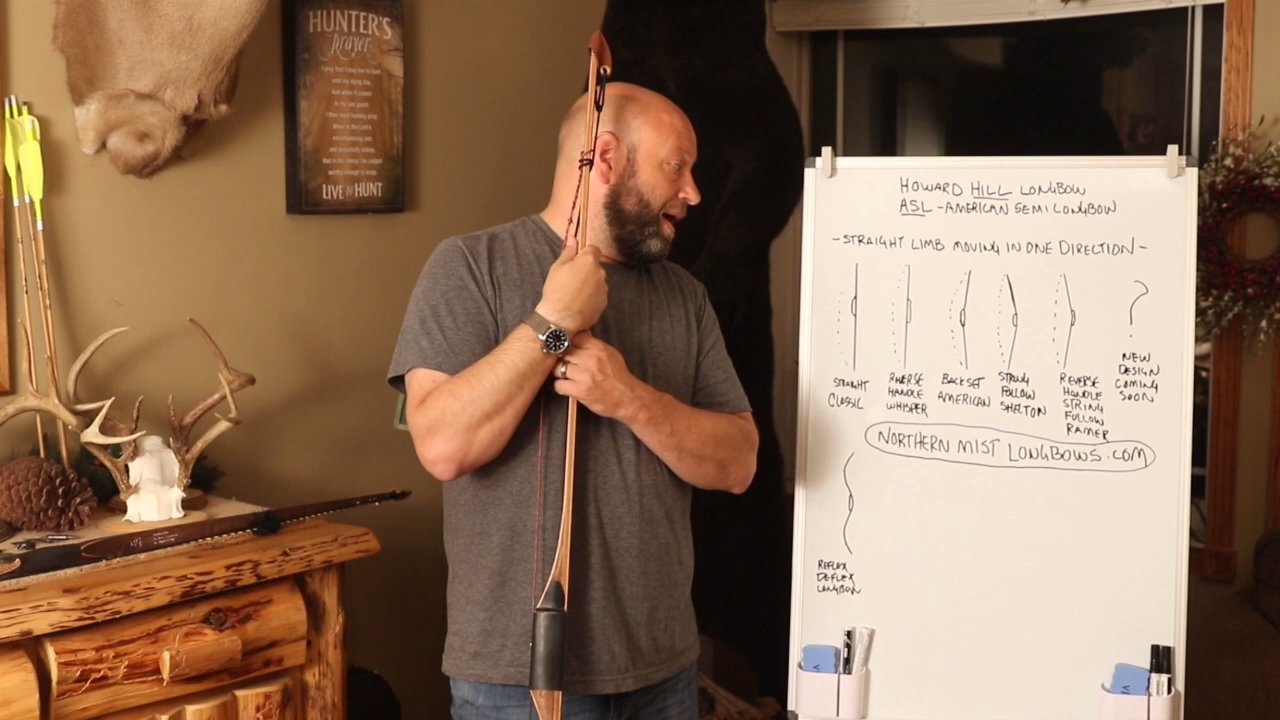 HUNTER'S
prayer
LIVE to HUNT
HOWARD HILL LONGBOW
ASL - AMERICAN SEMI LONGBOW
- STRAIGHT LIMB MOVING IN ONE DIRECTION -
?
STRAIGHT
CLASSIC
REVERSE
HANDLE
WHISPER
BACKSET
AMERICAN
STRING
FOLLOW
SHELTON
REVERSE
HANDLE
STRING
FOLLOW
RAMER
NEW
DESIGN
COMING
SOON
NORTHERN MIST LONGBOWS.COM
REFLEX
DEFLEX
LONGBOW